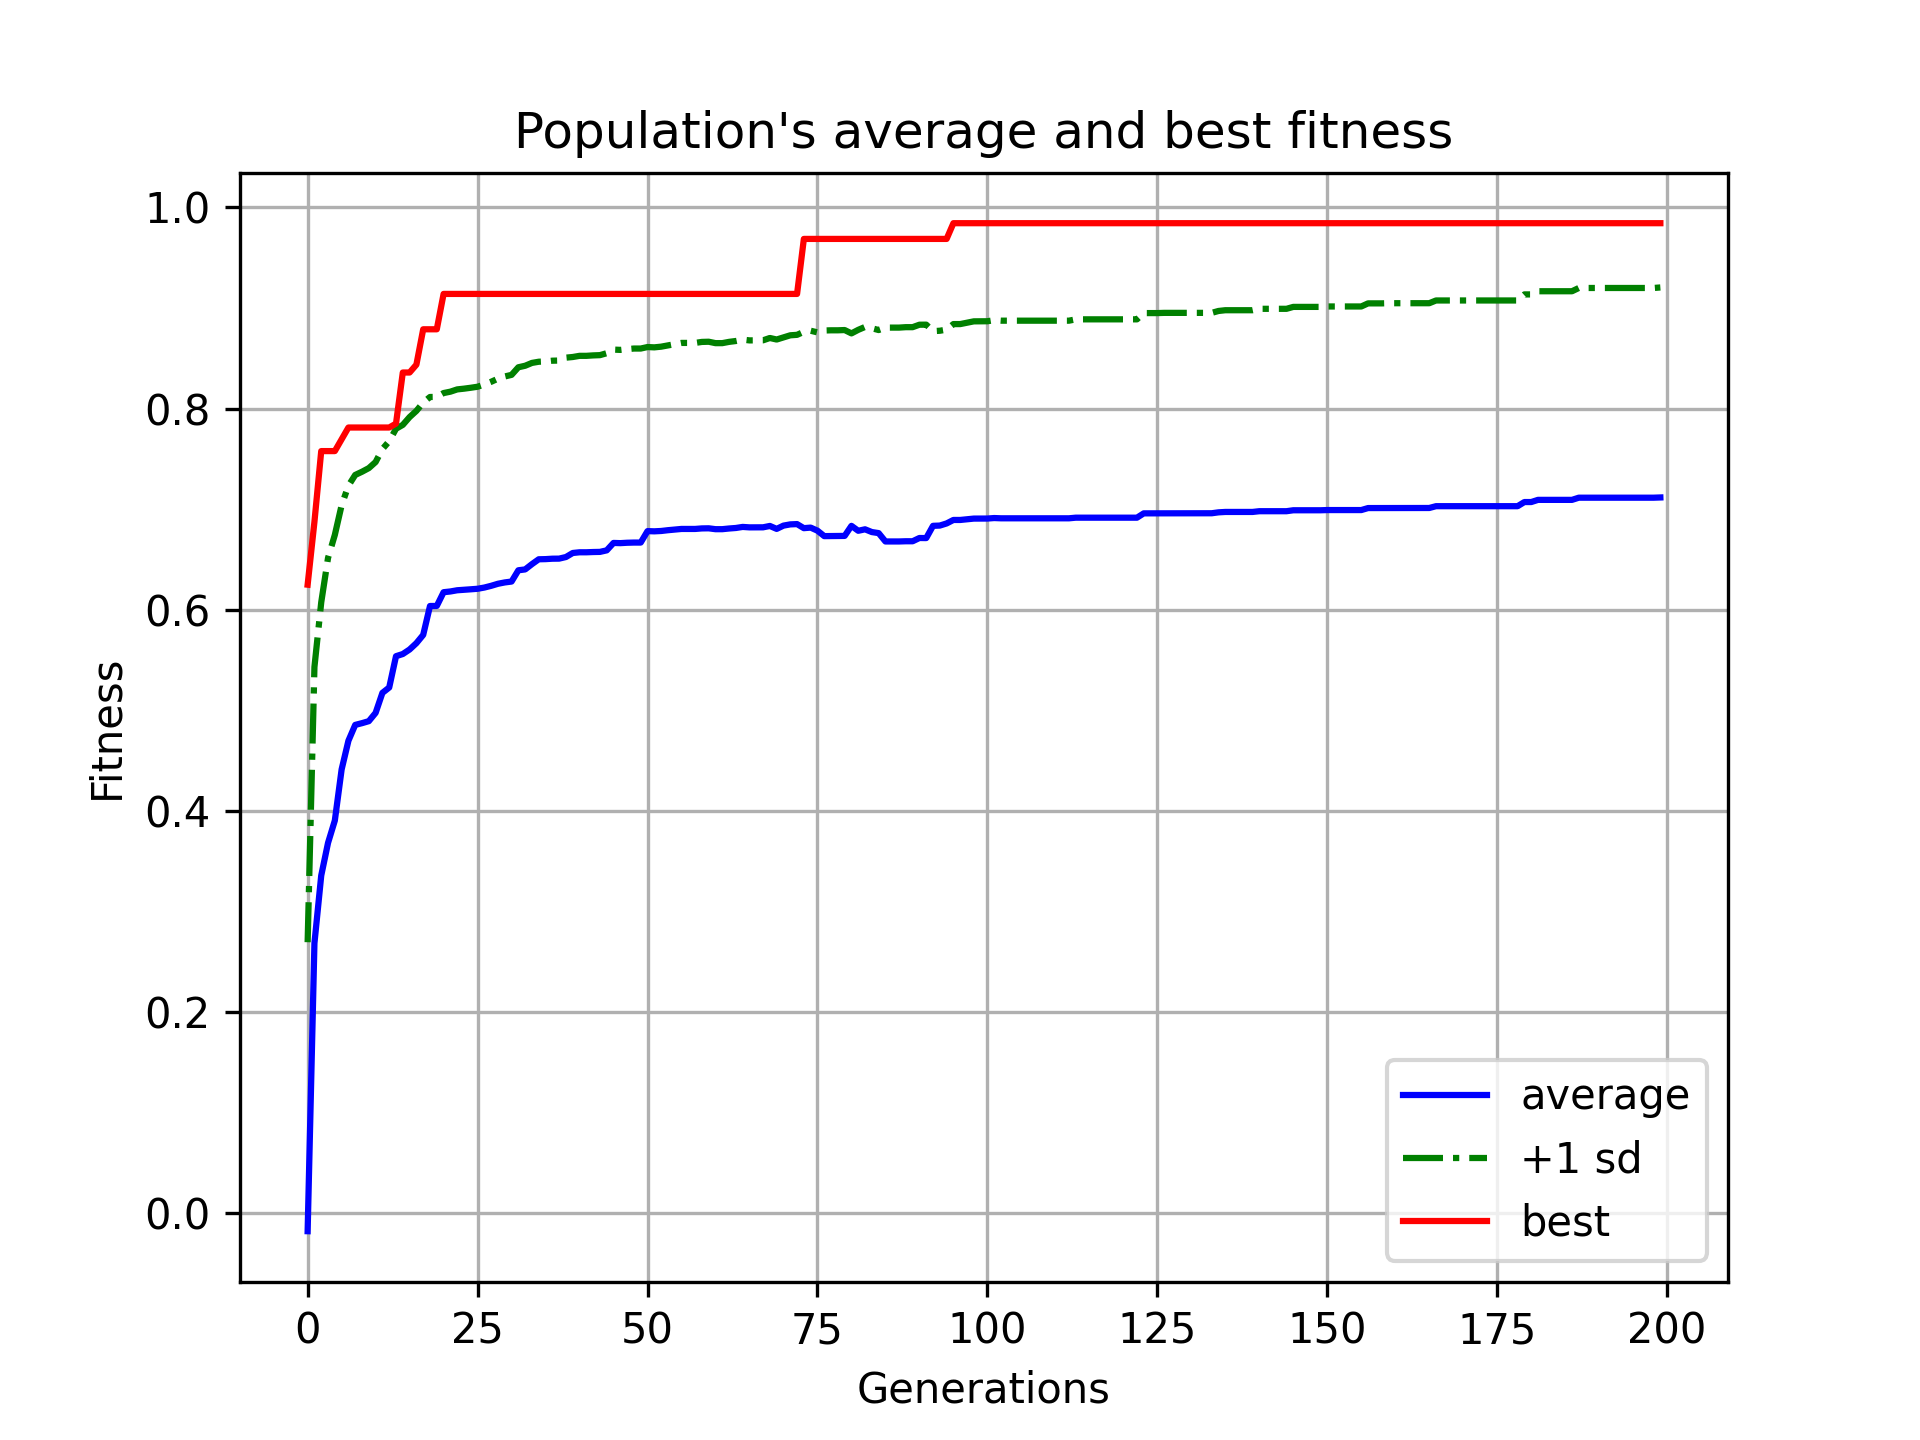 Population's average and best fitness
1.0
0.8
0.6
0.4
0.2
0.0
Fitness
average
+1 sd
best
0 25 50 75 100 125 150 175 200
Generations